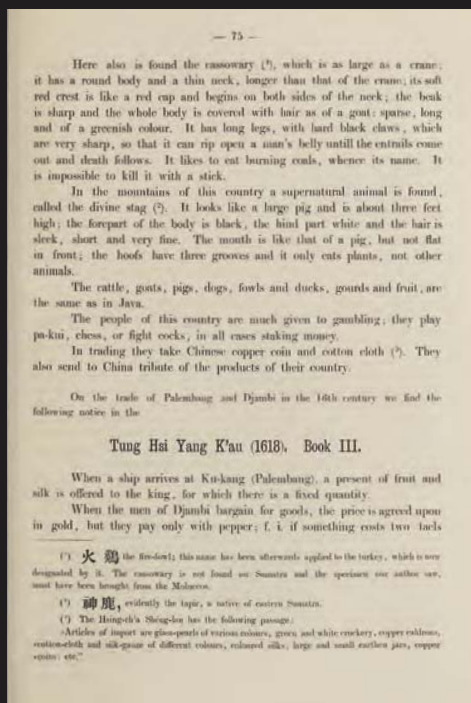 — 75 —
Here also is found the cassowary (¹), which is as large as a crane;
it has a round body and a thin neck, longer than that of the crane; its soft
red crest is like a red cap and begins on both sides of the neck; the beak
is sharp and the whole body is covered with hair as of a goat: sparse, long
and of a greenish colour. It has long legs, with hard black claws, which
are very sharp, so that it can rip open a man's belly untill the entrails come
out and death follows. It likes to eat burning coals, whence its name. It
is impossible to kill it with a stick.
In the mountains of this country a supernatural animal is found,
called the divine stag (²). It looks like a large pig and is about three feet
high; the forepart of the body is black, the hind part white and the hair is
sleek, short and very fine. The mouth is like that of a pig, but not flat
in front; the hoofs have three grooves and it only eats plants, not other
animals.
The cattle, goats, pigs, dogs, fowls and ducks, gourds and fruit, are
the same as in Java.
The people of this country are much given to gambling; they play
pa-kui, chess, or fight cocks, in all cases staking money.
In trading they take Chinese copper coin and cotton cloth (³). They
also send to China tribute of the products of their country.
On the trade of Palembang and Djambi in the 16th century we find the
following notice in the
Tung Hsi Yang K'au (1618). Book III.
When a ship arrives at Ku-kang (Palembang), a present of fruit and
silk is offered to the king, for which there is a fixed quantity.
When the men of Djambi bargain for goods, the price is agreed upon
in gold, but they pay only with pepper; f. i. if something costs two taels
(¹) 火鷄 the fire-fowl; this name has been afterwards applied to the turkey, which is now
designated by it. The cassowary is not found on Sumatra and the specimen our author saw,
must have been brought from the Moluccos.
(²) 神鹿, evidently the tapir, a native of eastern Sumatra.
(³) The Hsing-ch'a Shêng-lan has the following passage:
"Articles of import are glass-pearls of various colours, green and white crockery, copper caldrons,
cotton-cloth and silk-gauze of different colours, coloured silks, large and small earthen jars, copper
etc."